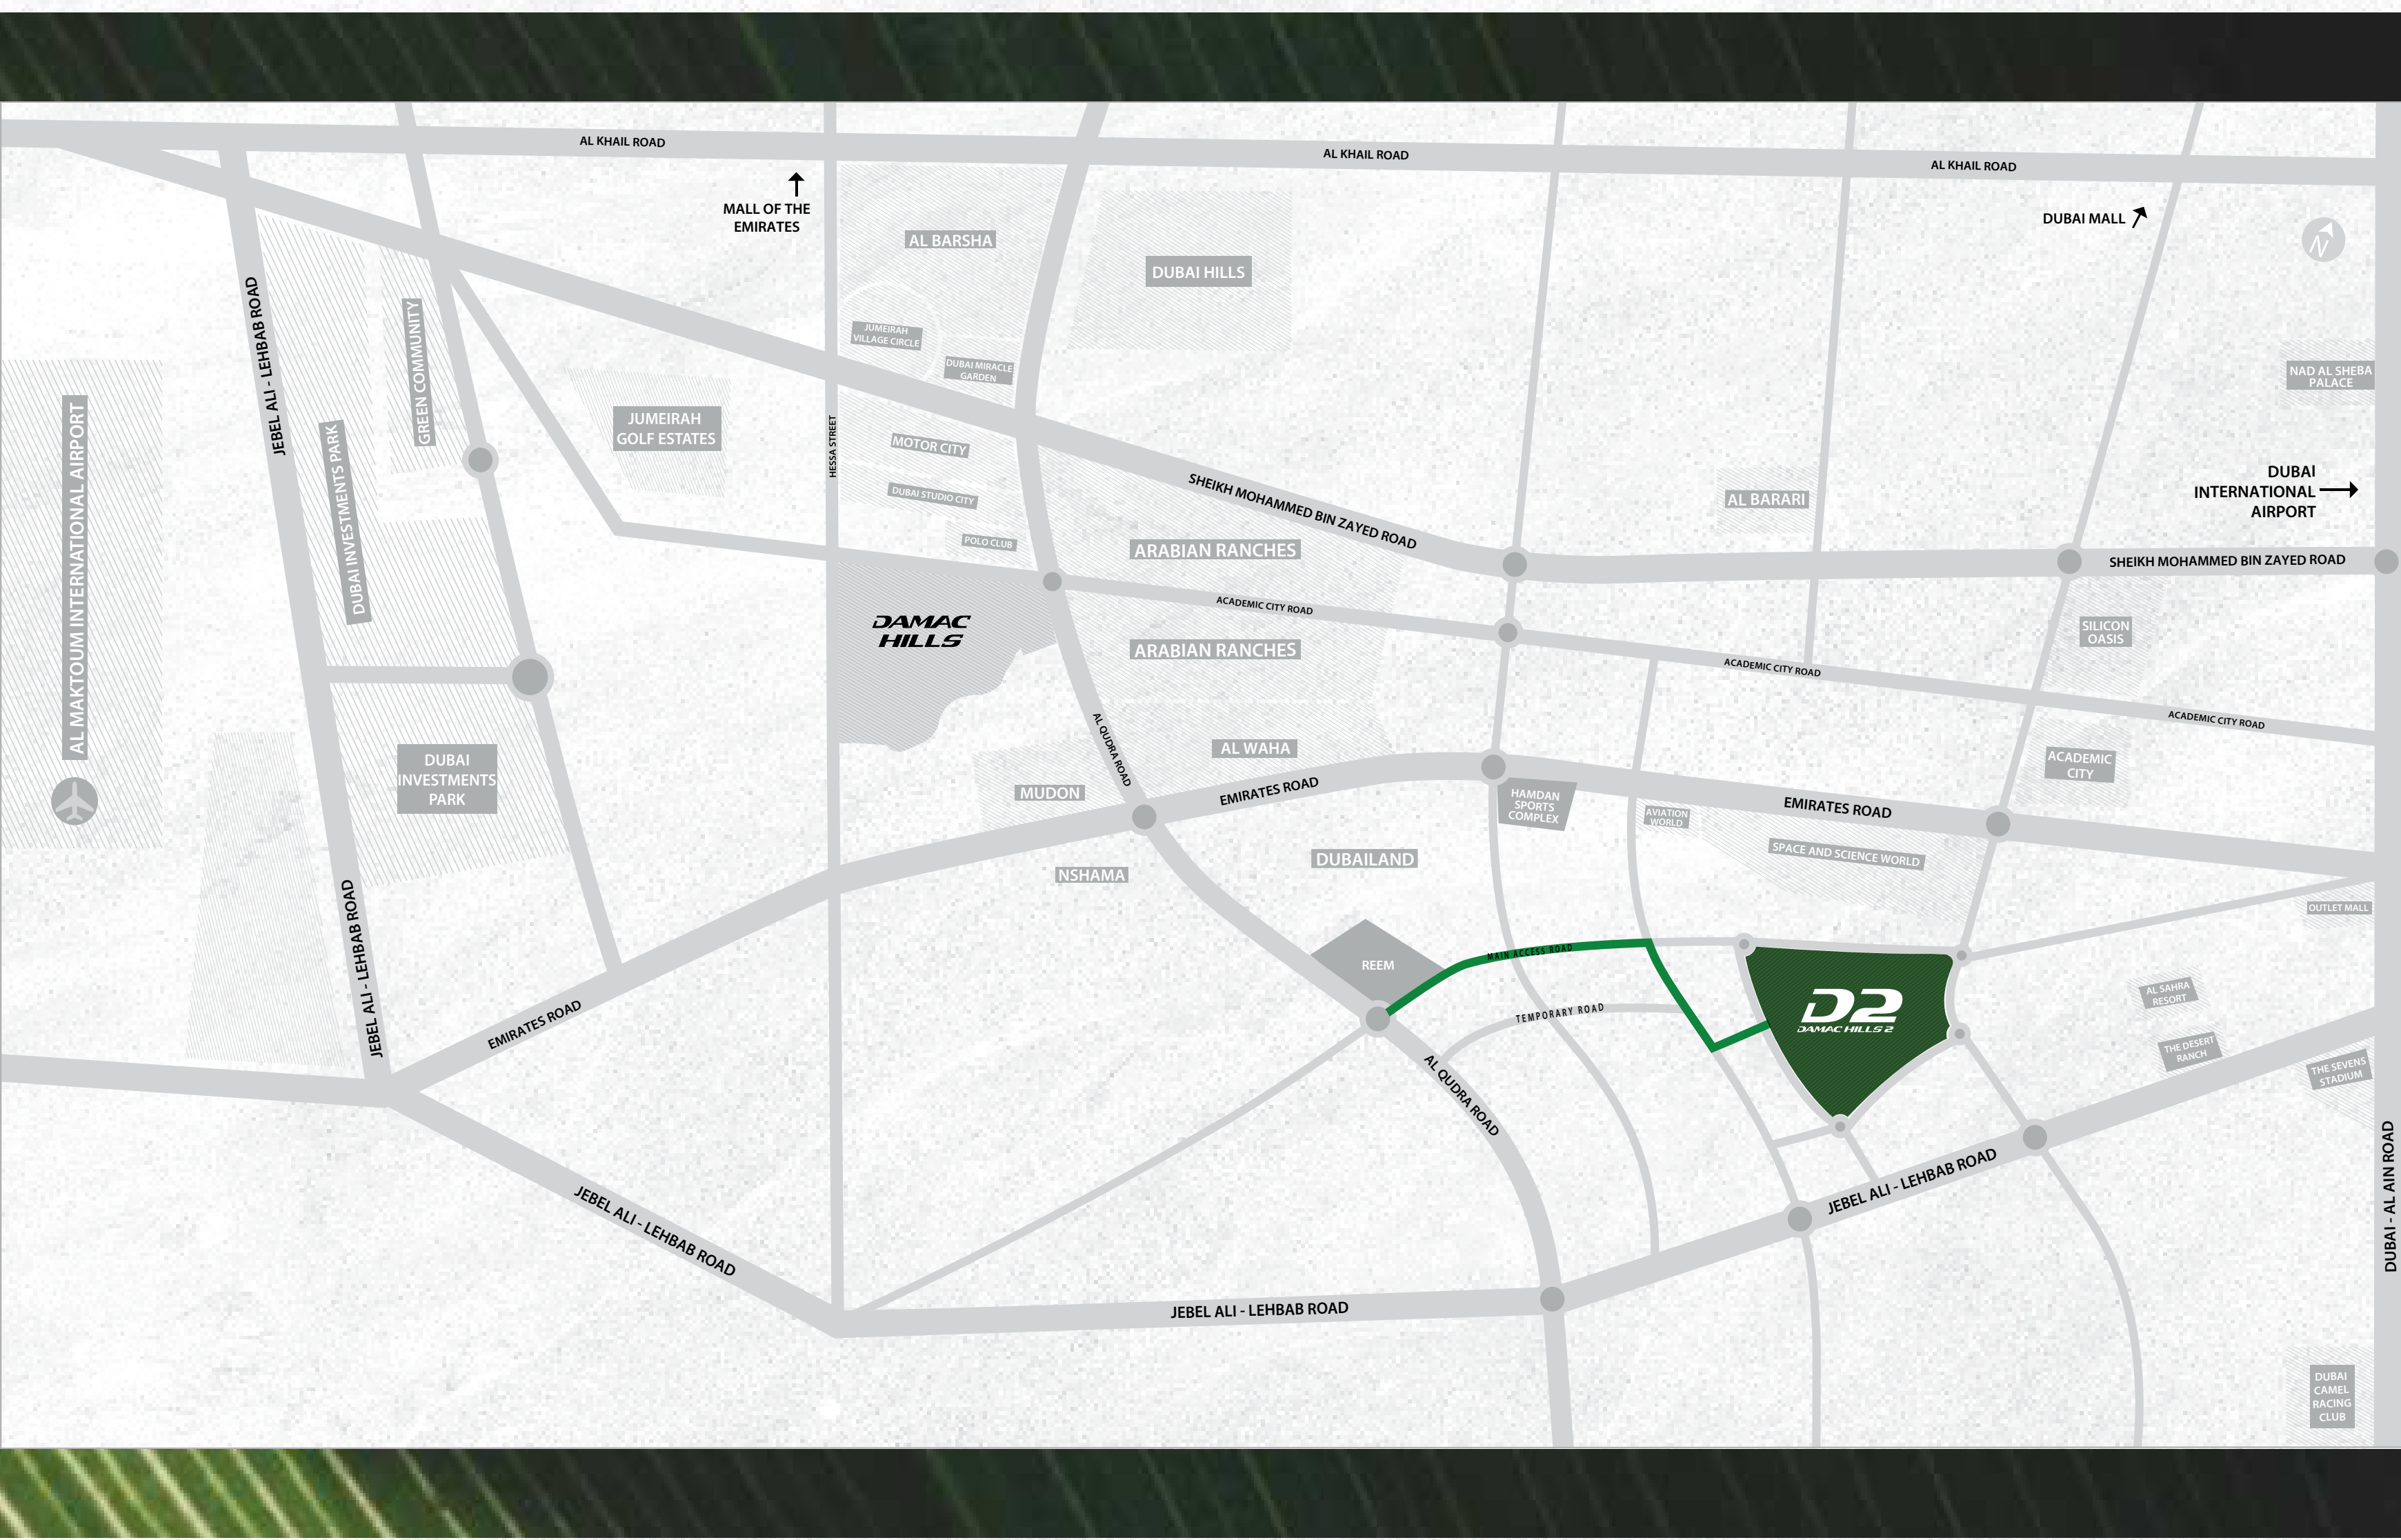 AL KHAIL ROAD
AL KHAIL ROAD
AL KHAIL ROAD
MALL OF THE
EMIRATES
DUBAI MALL
N
AL BARSHA
DUBAI HILLS
JUMEIRAH
VILLAGE CIRCLE
DUBAI MIRACLE
GARDEN
NAD AL SHEBA
PALACE
JEBEL ALI - LEHBAB ROAD
GREEN COMMUNITY
DUBAI INVESTMENTS PARK
AL MAKTOUM INTERNATIONAL AIRPORT
JUMEIRAH
GOLF ESTATES
HESSA STREET
MOTOR CITY
DUBAI STUDIO CITY
POLO CLUB
SHEIKH MOHAMMED BIN ZAYED ROAD
AL BARARI
DUBAI
INTERNATIONAL
AIRPORT
ARABIAN RANCHES
SHEIKH MOHAMMED BIN ZAYED ROAD
ACADEMIC CITY ROAD
DAMAC
HILLS
ARABIAN RANCHES
SILICON
OASIS
ACADEMIC CITY ROAD
ACADEMIC CITY ROAD
AL QUDRA ROAD
AL WAHA
ACADEMIC
CITY
DUBAI
INVESTMENTS
PARK
MUDON
EMIRATES ROAD
HAMDAN
SPORTS
COMPLEX
AVIATION
WORLD
EMIRATES ROAD
SPACE AND SCIENCE WORLD
DUBAILAND
NSHAMA
OUTLET MALL
JEBEL ALI - LEHBAB ROAD
MAIN ACCESS ROAD
REEM
TEMPORARY ROAD
D2
DAMAC HILLS 2
AL SAHRA
RESORT
THE DESERT
RANCH
THE SEVENS
STADIUM
EMIRATES ROAD
AL QUDRA ROAD
JEBEL ALI - LEHBAB ROAD
JEBEL ALI - LEHBAB ROAD
JEBEL ALI - LEHBAB ROAD
DUBAI - AL AIN ROAD
DUBAI
CAMEL
RACING
CLUB